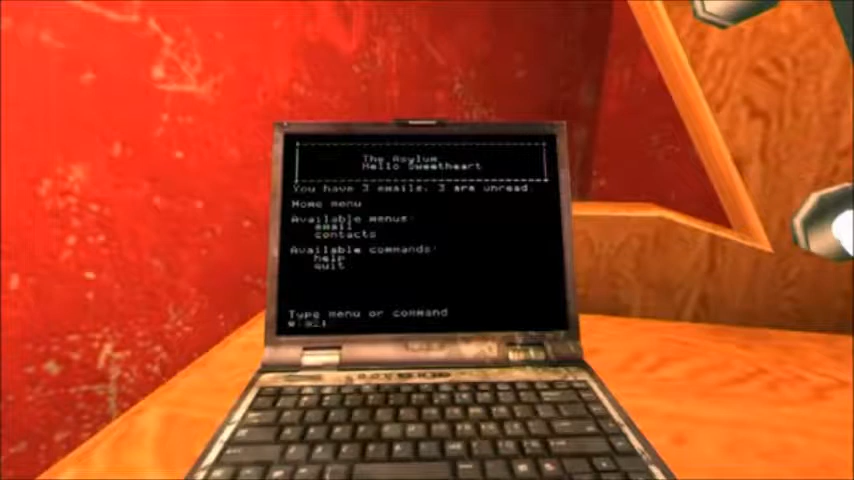 The Asylum
Hello Sweetheart
You have 3 emails. 3 are unread.
Home menu
Available menus:
email
contacts
Available commands:
help
quit
Type menu or command